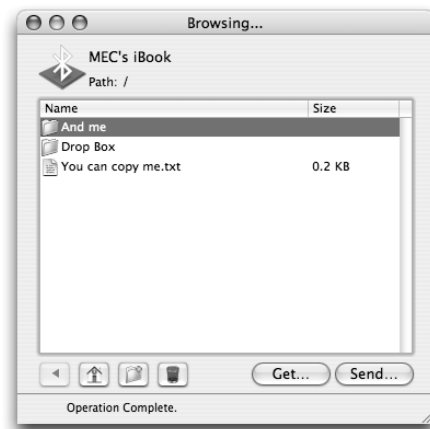 Browsing...
MEC's iBook
Path: /
Name Size
And me
Drop Box
You can copy me.txt 0.2 KB
Get... Send...
Operation Complete.